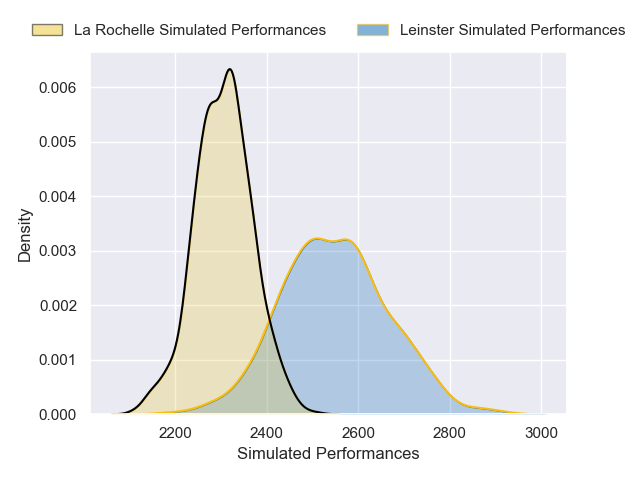 La Rochelle Simulated Performances Leinster Simulated Performances
0.006
0.005
0.004
0.003
0.002
0.001
0.000
Density
2200 2400 2600 2800 3000
Simulated Performances